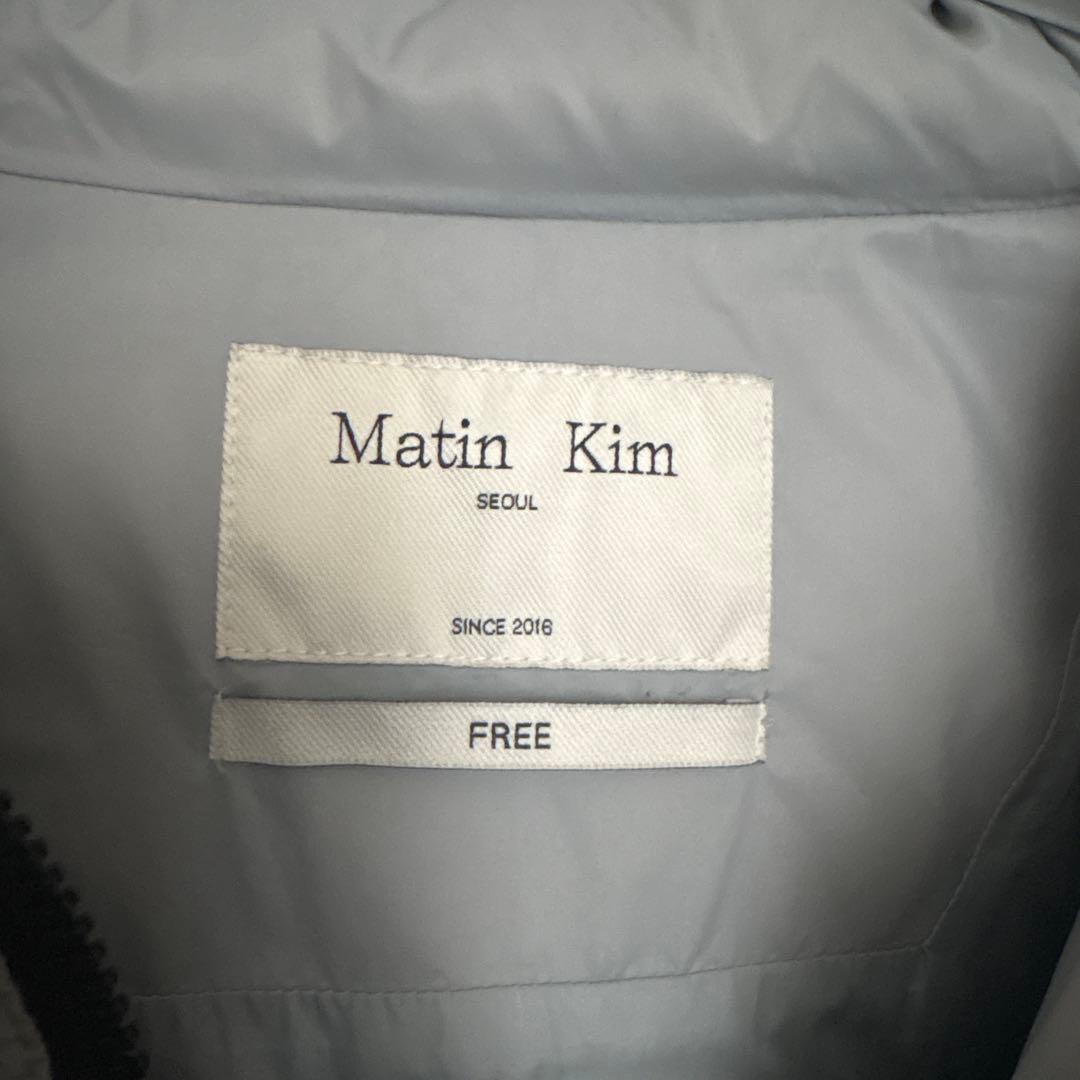 Matin Kim
SEOUL
SINCE 2016
FREE